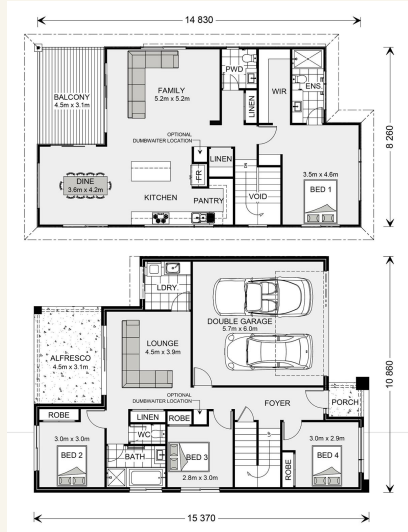 14 830
BALCONY
4.5m x 3.1m
FAMILY
5.2m x 5.2m
PWD
LINEN
WIR
ENS.
8 260
OPTIONAL
DUMBWAITER LOCATION
LINEN
FR
DINE
3.6m x 4.2m
KITCHEN
PANTRY
VOID
3.5m x 4.6m
BED 1
LDRY.
DOUBLE GARAGE
5.7m x 6.0m
LOUNGE
4.5m x 3.9m
ALFRESCO
4.5m x 3.1m
10 860
OPTIONAL
DUMBWAITER LOCATION
FOYER
PORCH
ROBE
LINEN
ROBE
WC
3.0m x 3.0m
BED 2
BATH
BED 3
2.8m x 3.0m
3.0m x 2.9m
BED 4
ROBE
15 370